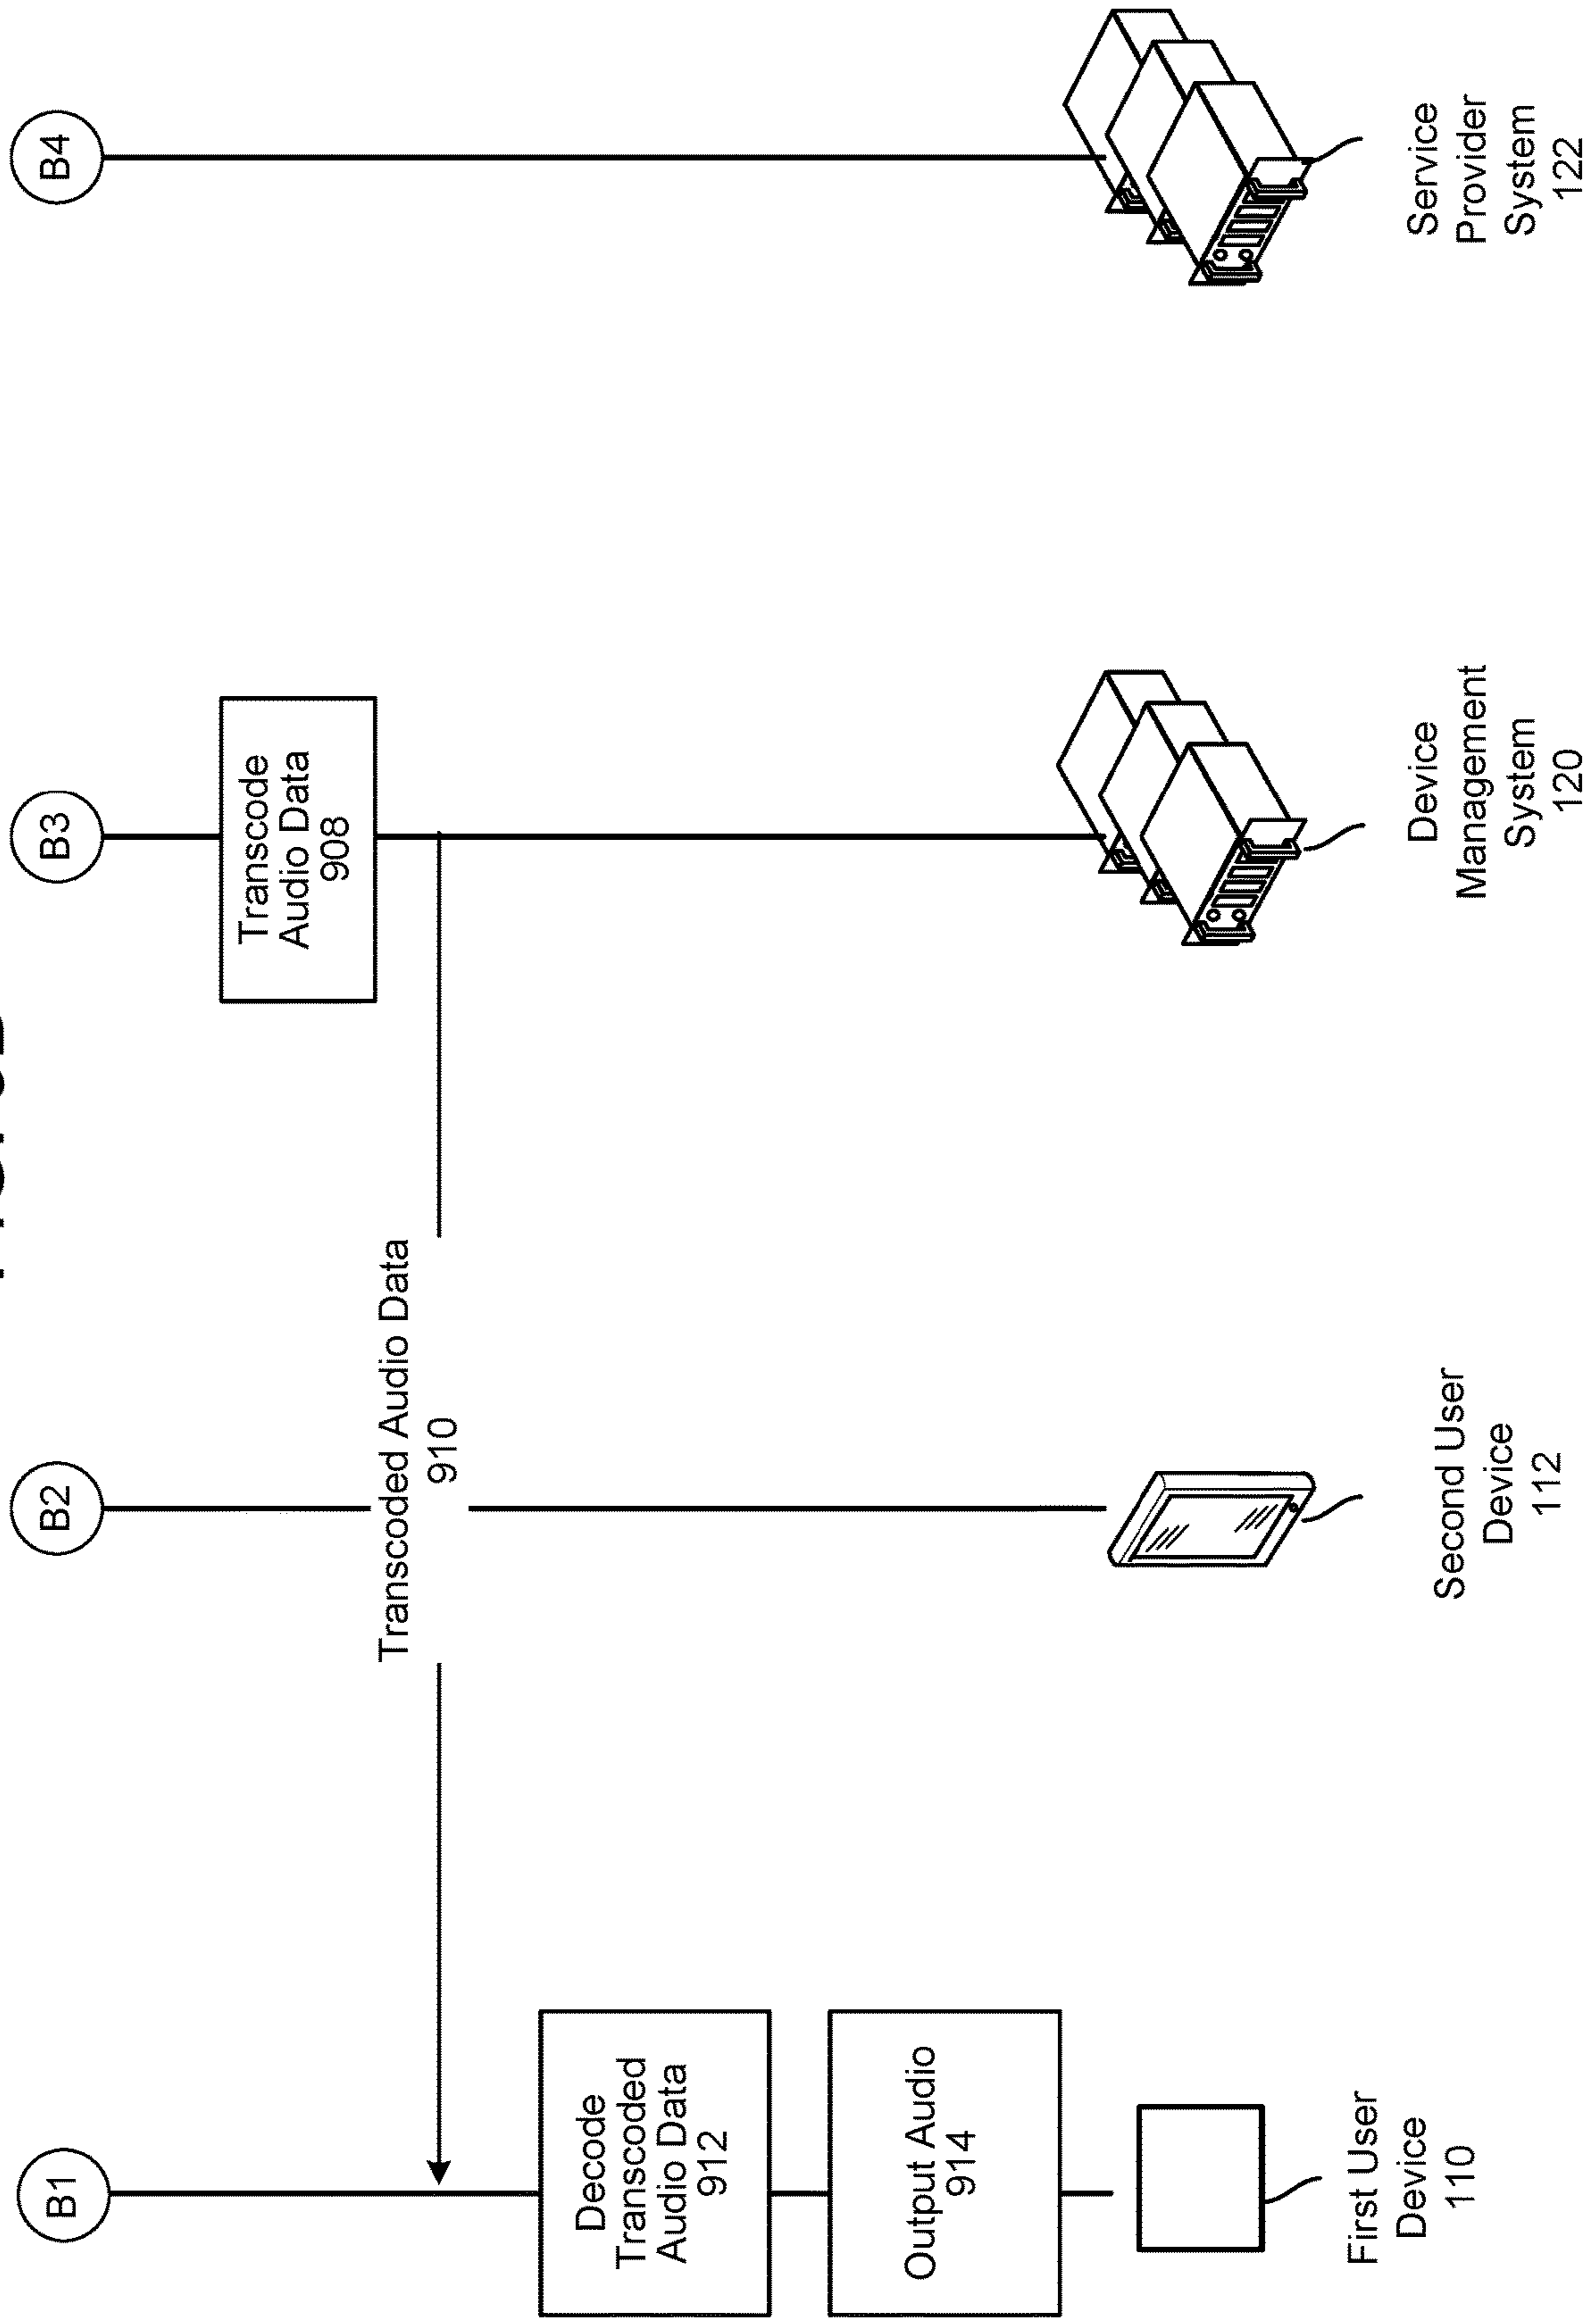 B1
B2
B3
B4
Transcode
Audio Data
908
Transcoded Audio Data
910
Decode
Transcoded
Audio Data
912
Output Audio
914
First User
Device
110
Second User
Device
112
Device
Management
System
120
Service
Provider
System
122